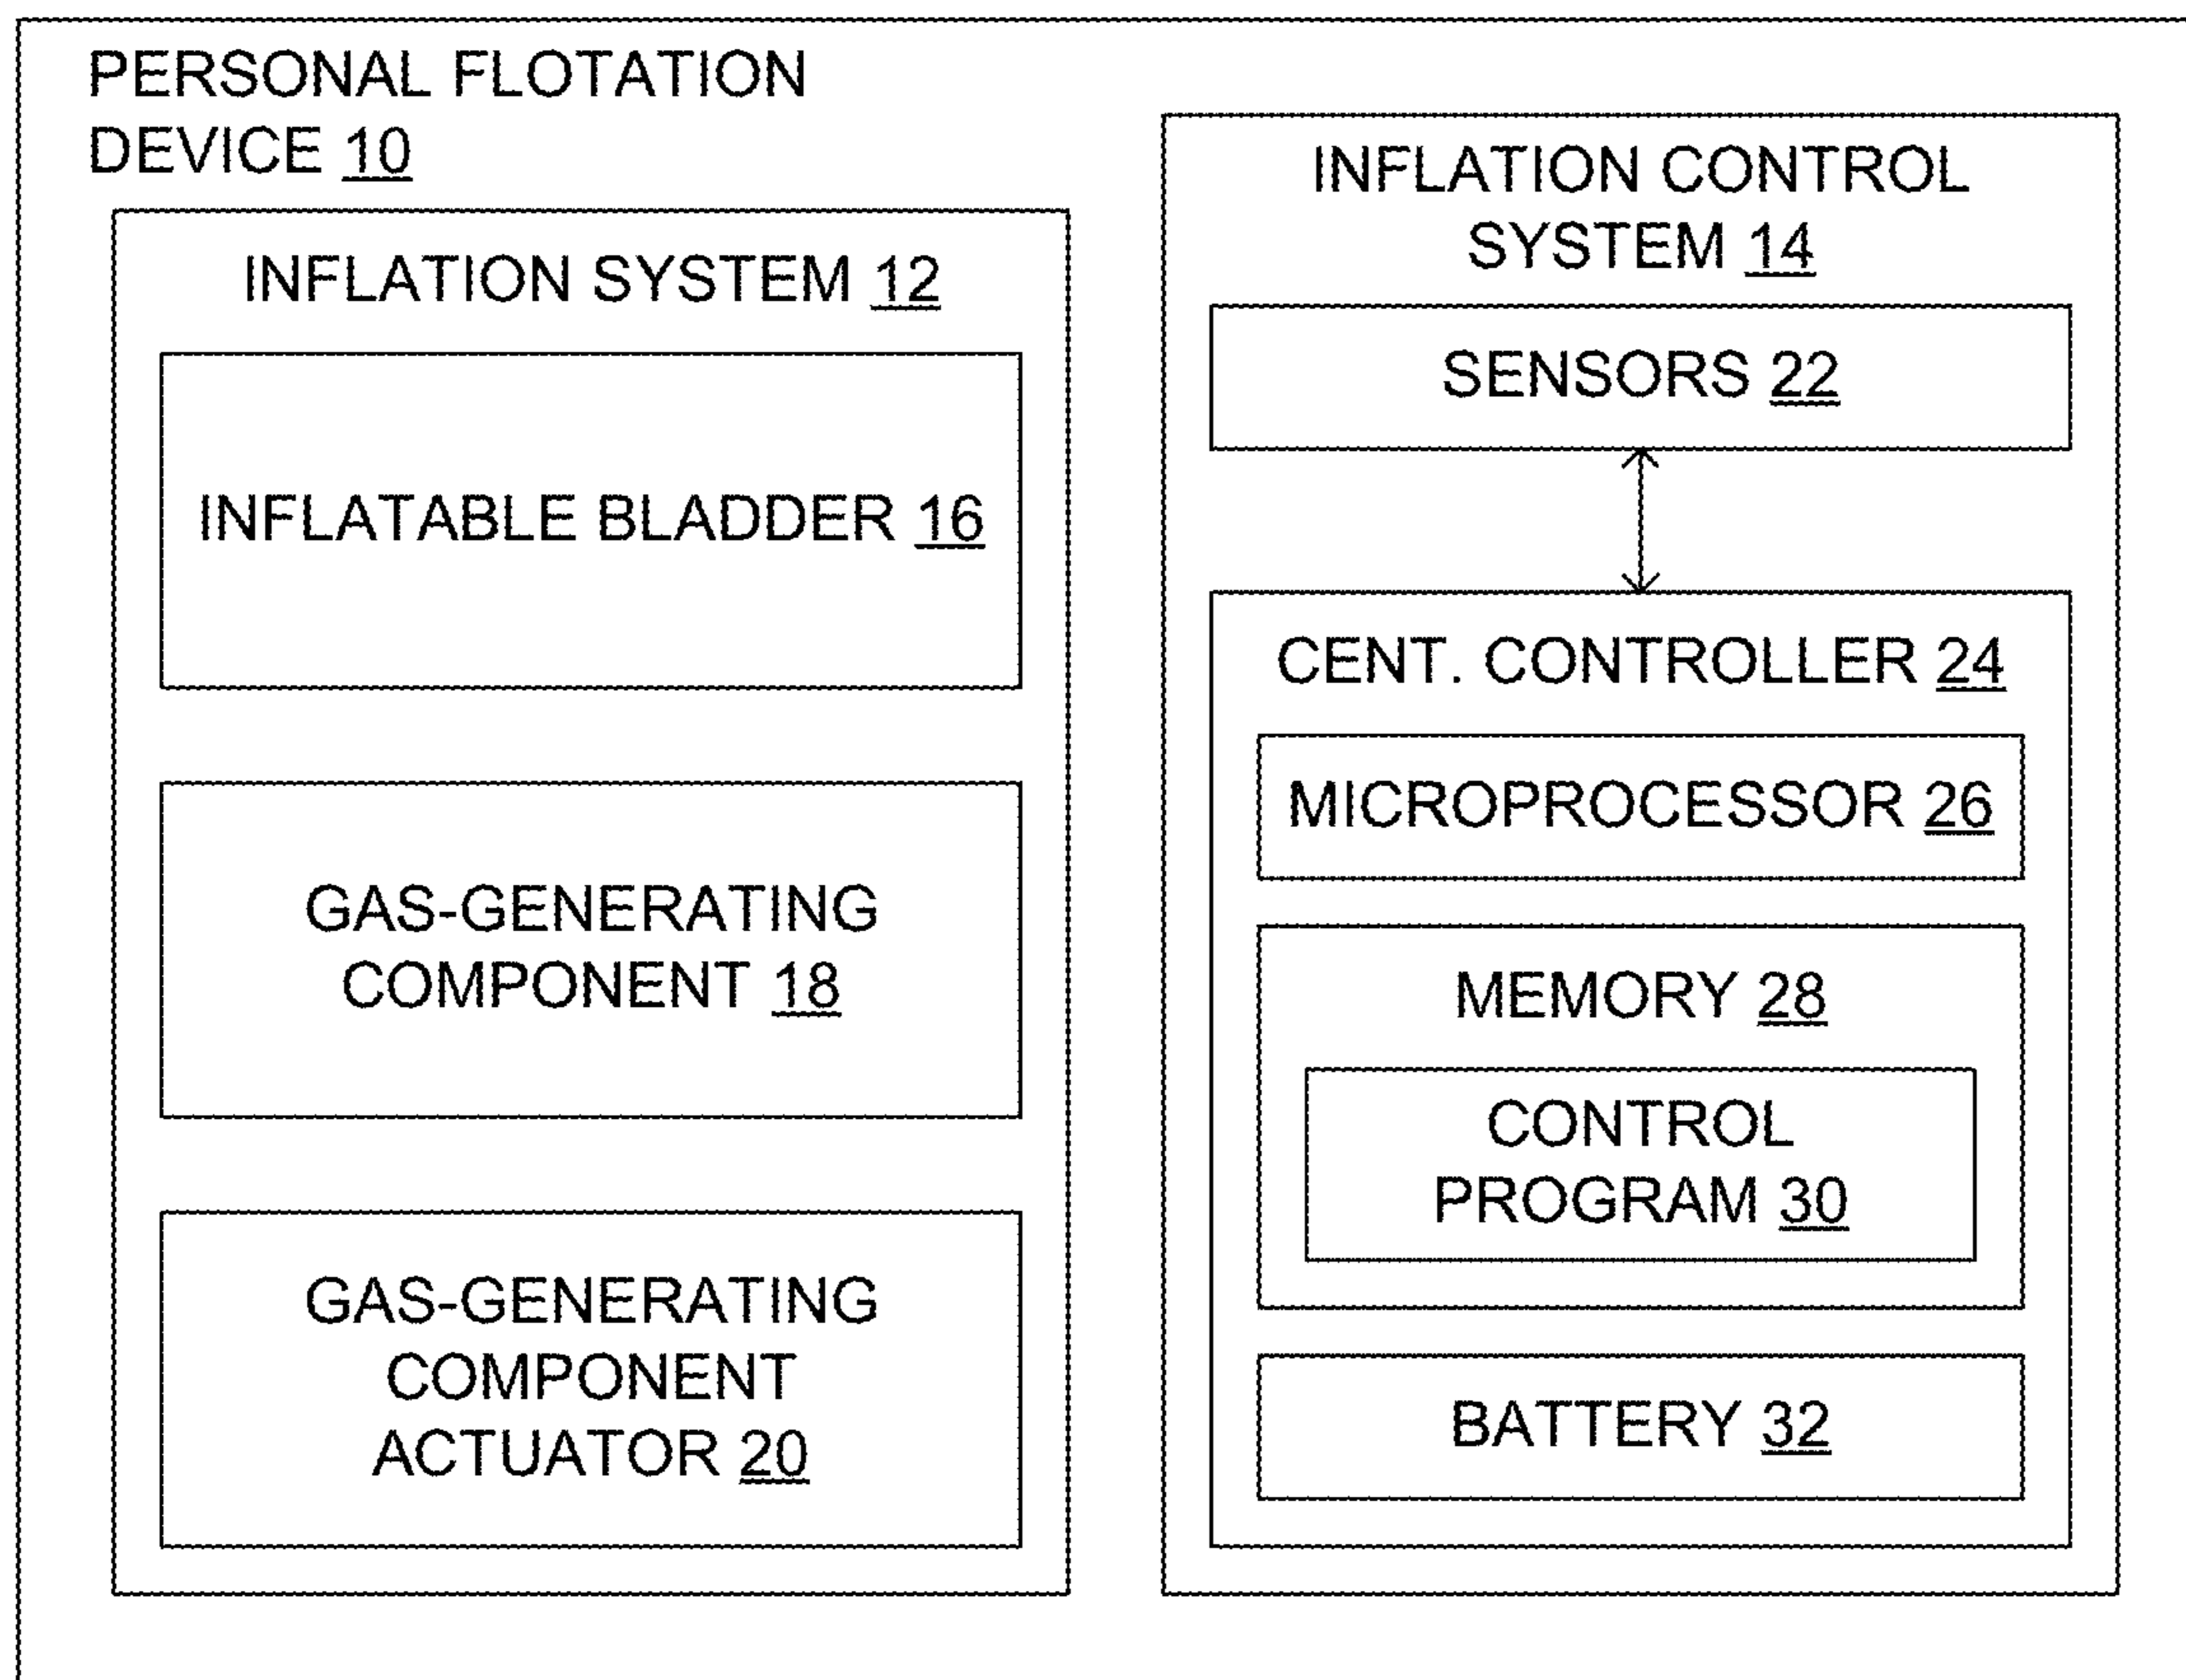 PERSONAL FLOTATION
DEVICE 10
INFLATION SYSTEM 12
INFLATABLE BLADDER 16
GAS-GENERATING
COMPONENT 18
GAS-GENERATING
COMPONENT
ACTUATOR 20
INFLATION CONTROL
SYSTEM 14
SENSORS 22
CENT. CONTROLLER 24
MICROPROCESSOR 26
MEMORY 28
CONTROL
PROGRAM 30
BATTERY 32